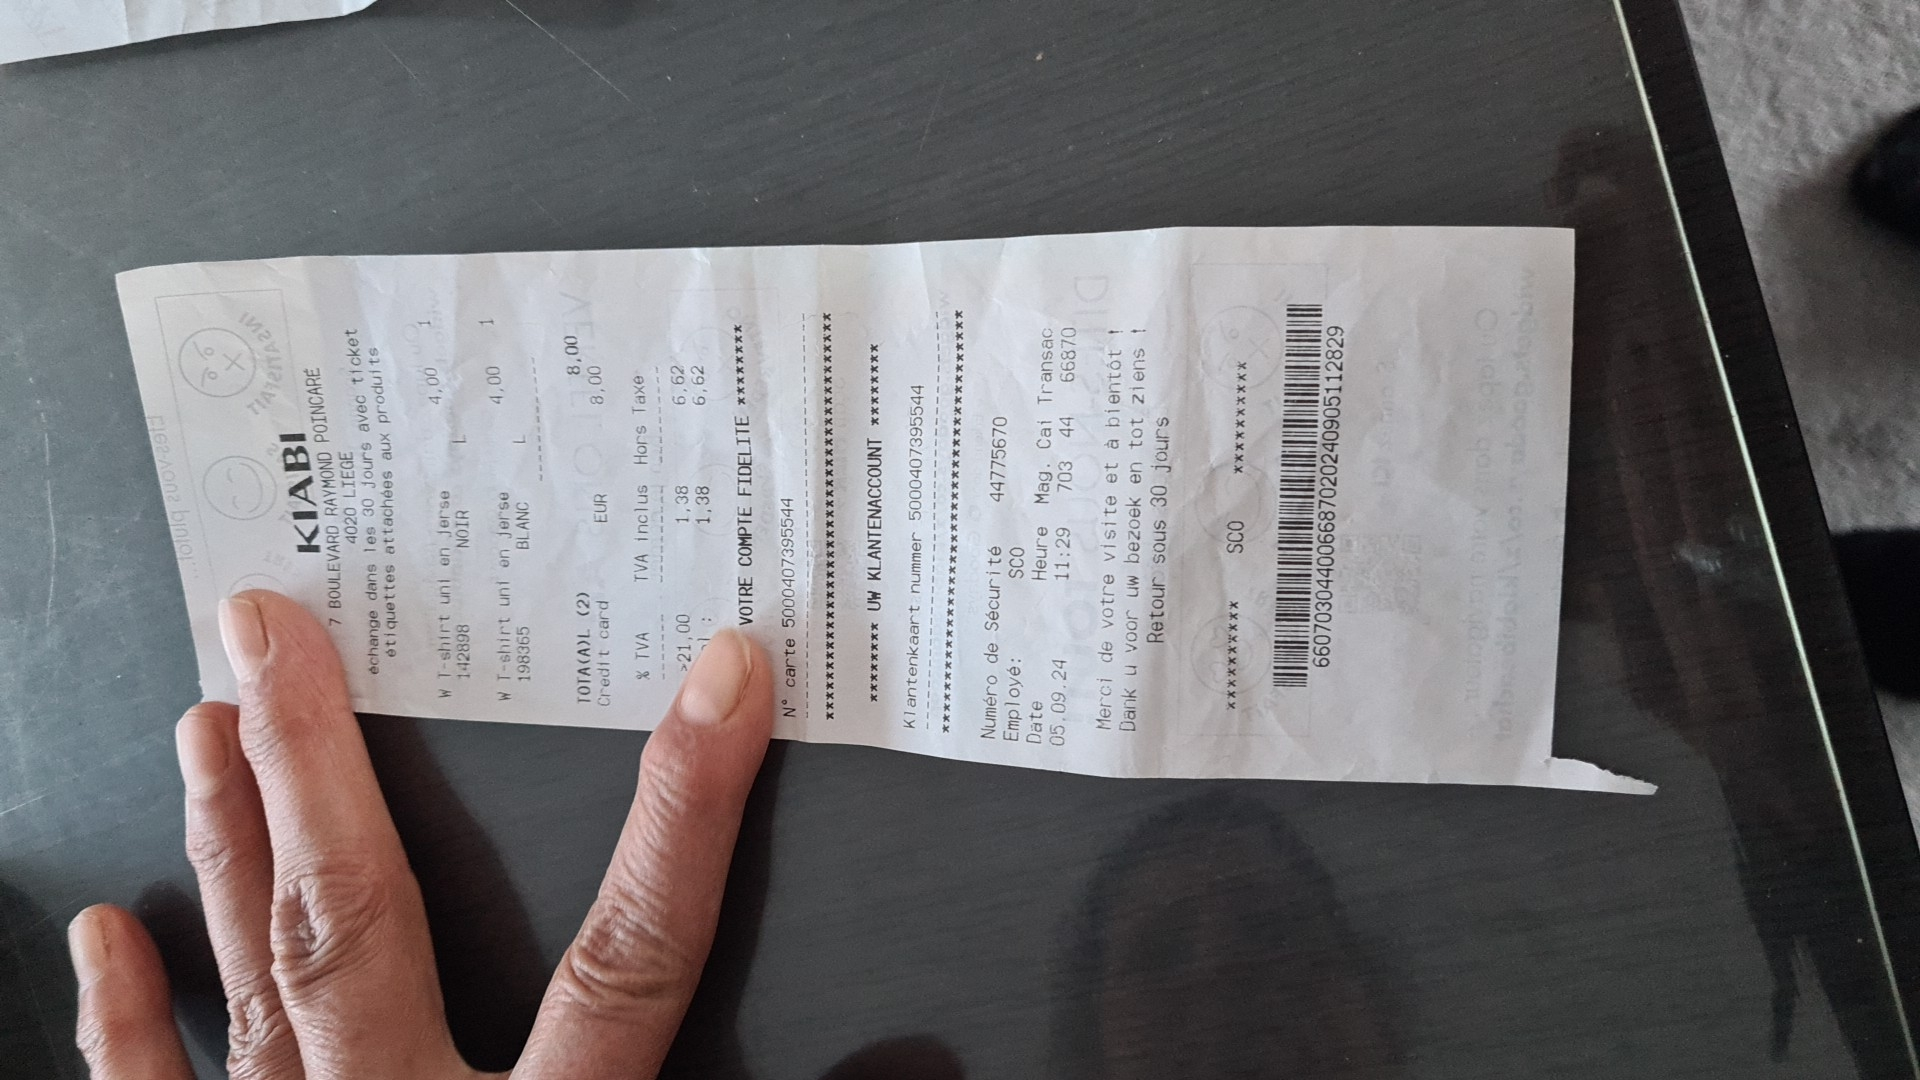 KIABI
7 BOULEVARD RAYMOND POINCARÉ
4020 LIEGE
échange dans les 30 jours avec ticket
étiquettes attachées aux produits
W T-shirt uni en jerse 4,00 1
142898 NOIR L
W T-shirt uni en jerse 4,00 1
198365 BLANC L
TOTA(A)L (2) 8,00
Credit card EUR 8,00
% TVA TVA inclus Hors Taxe
>21,00 1,38 6,62
: 1,38 6,62
VOTRE COMPTE FIDELITE ********
N° carte 5000407395544
******** UW KLANTENACCOUNT ********
Klantenkaart nummer 5000407395544
Numéro de Sécurité 44775670
Employé: SCO
Date Heure Mag. Cai Transac
05.09.24 11:29 703 44 66870
Merci de votre visite et à bientôt !
Dank u voor uw bezoek en tot ziens !
Retour sous 30 jours
********** SCO **********
660703044006687020240905112829